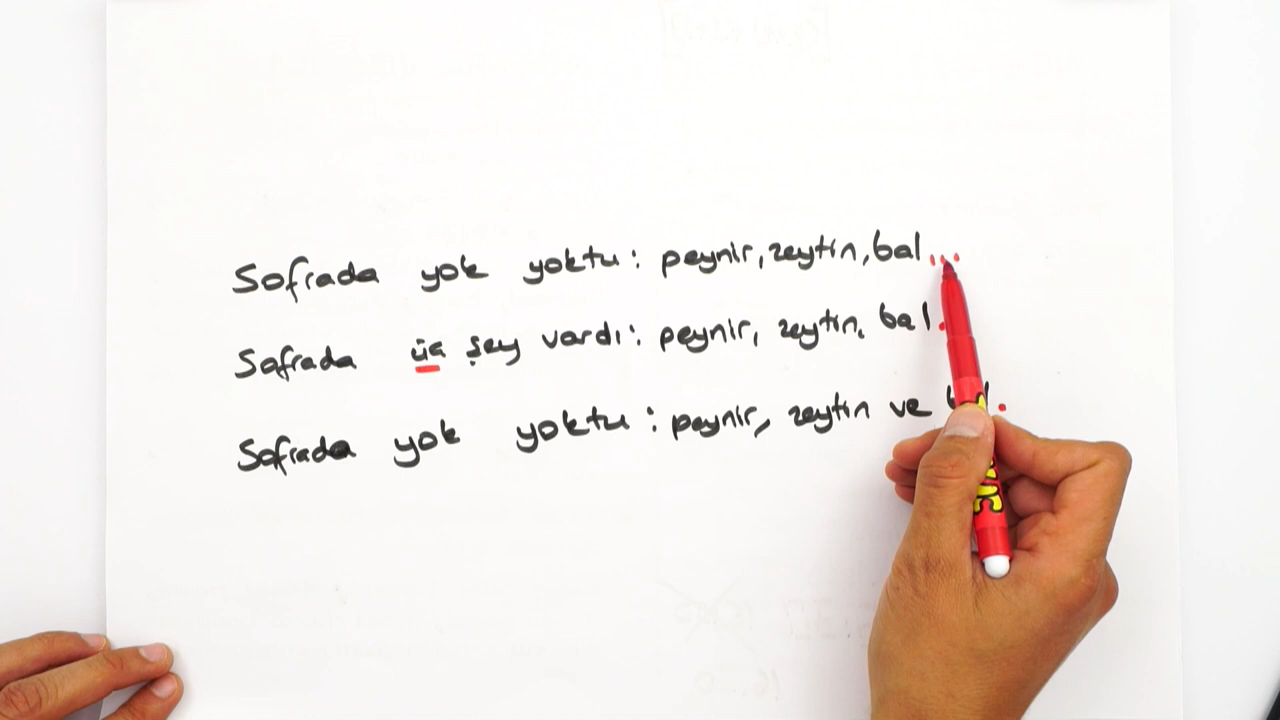 Sofrada yok yoktu: peynir, zeytin, bal...
Sofrada üç şey vardı: peynir, zeytin, bal.
Sofrada yok yoktu: peynir, zeytin ve bal.